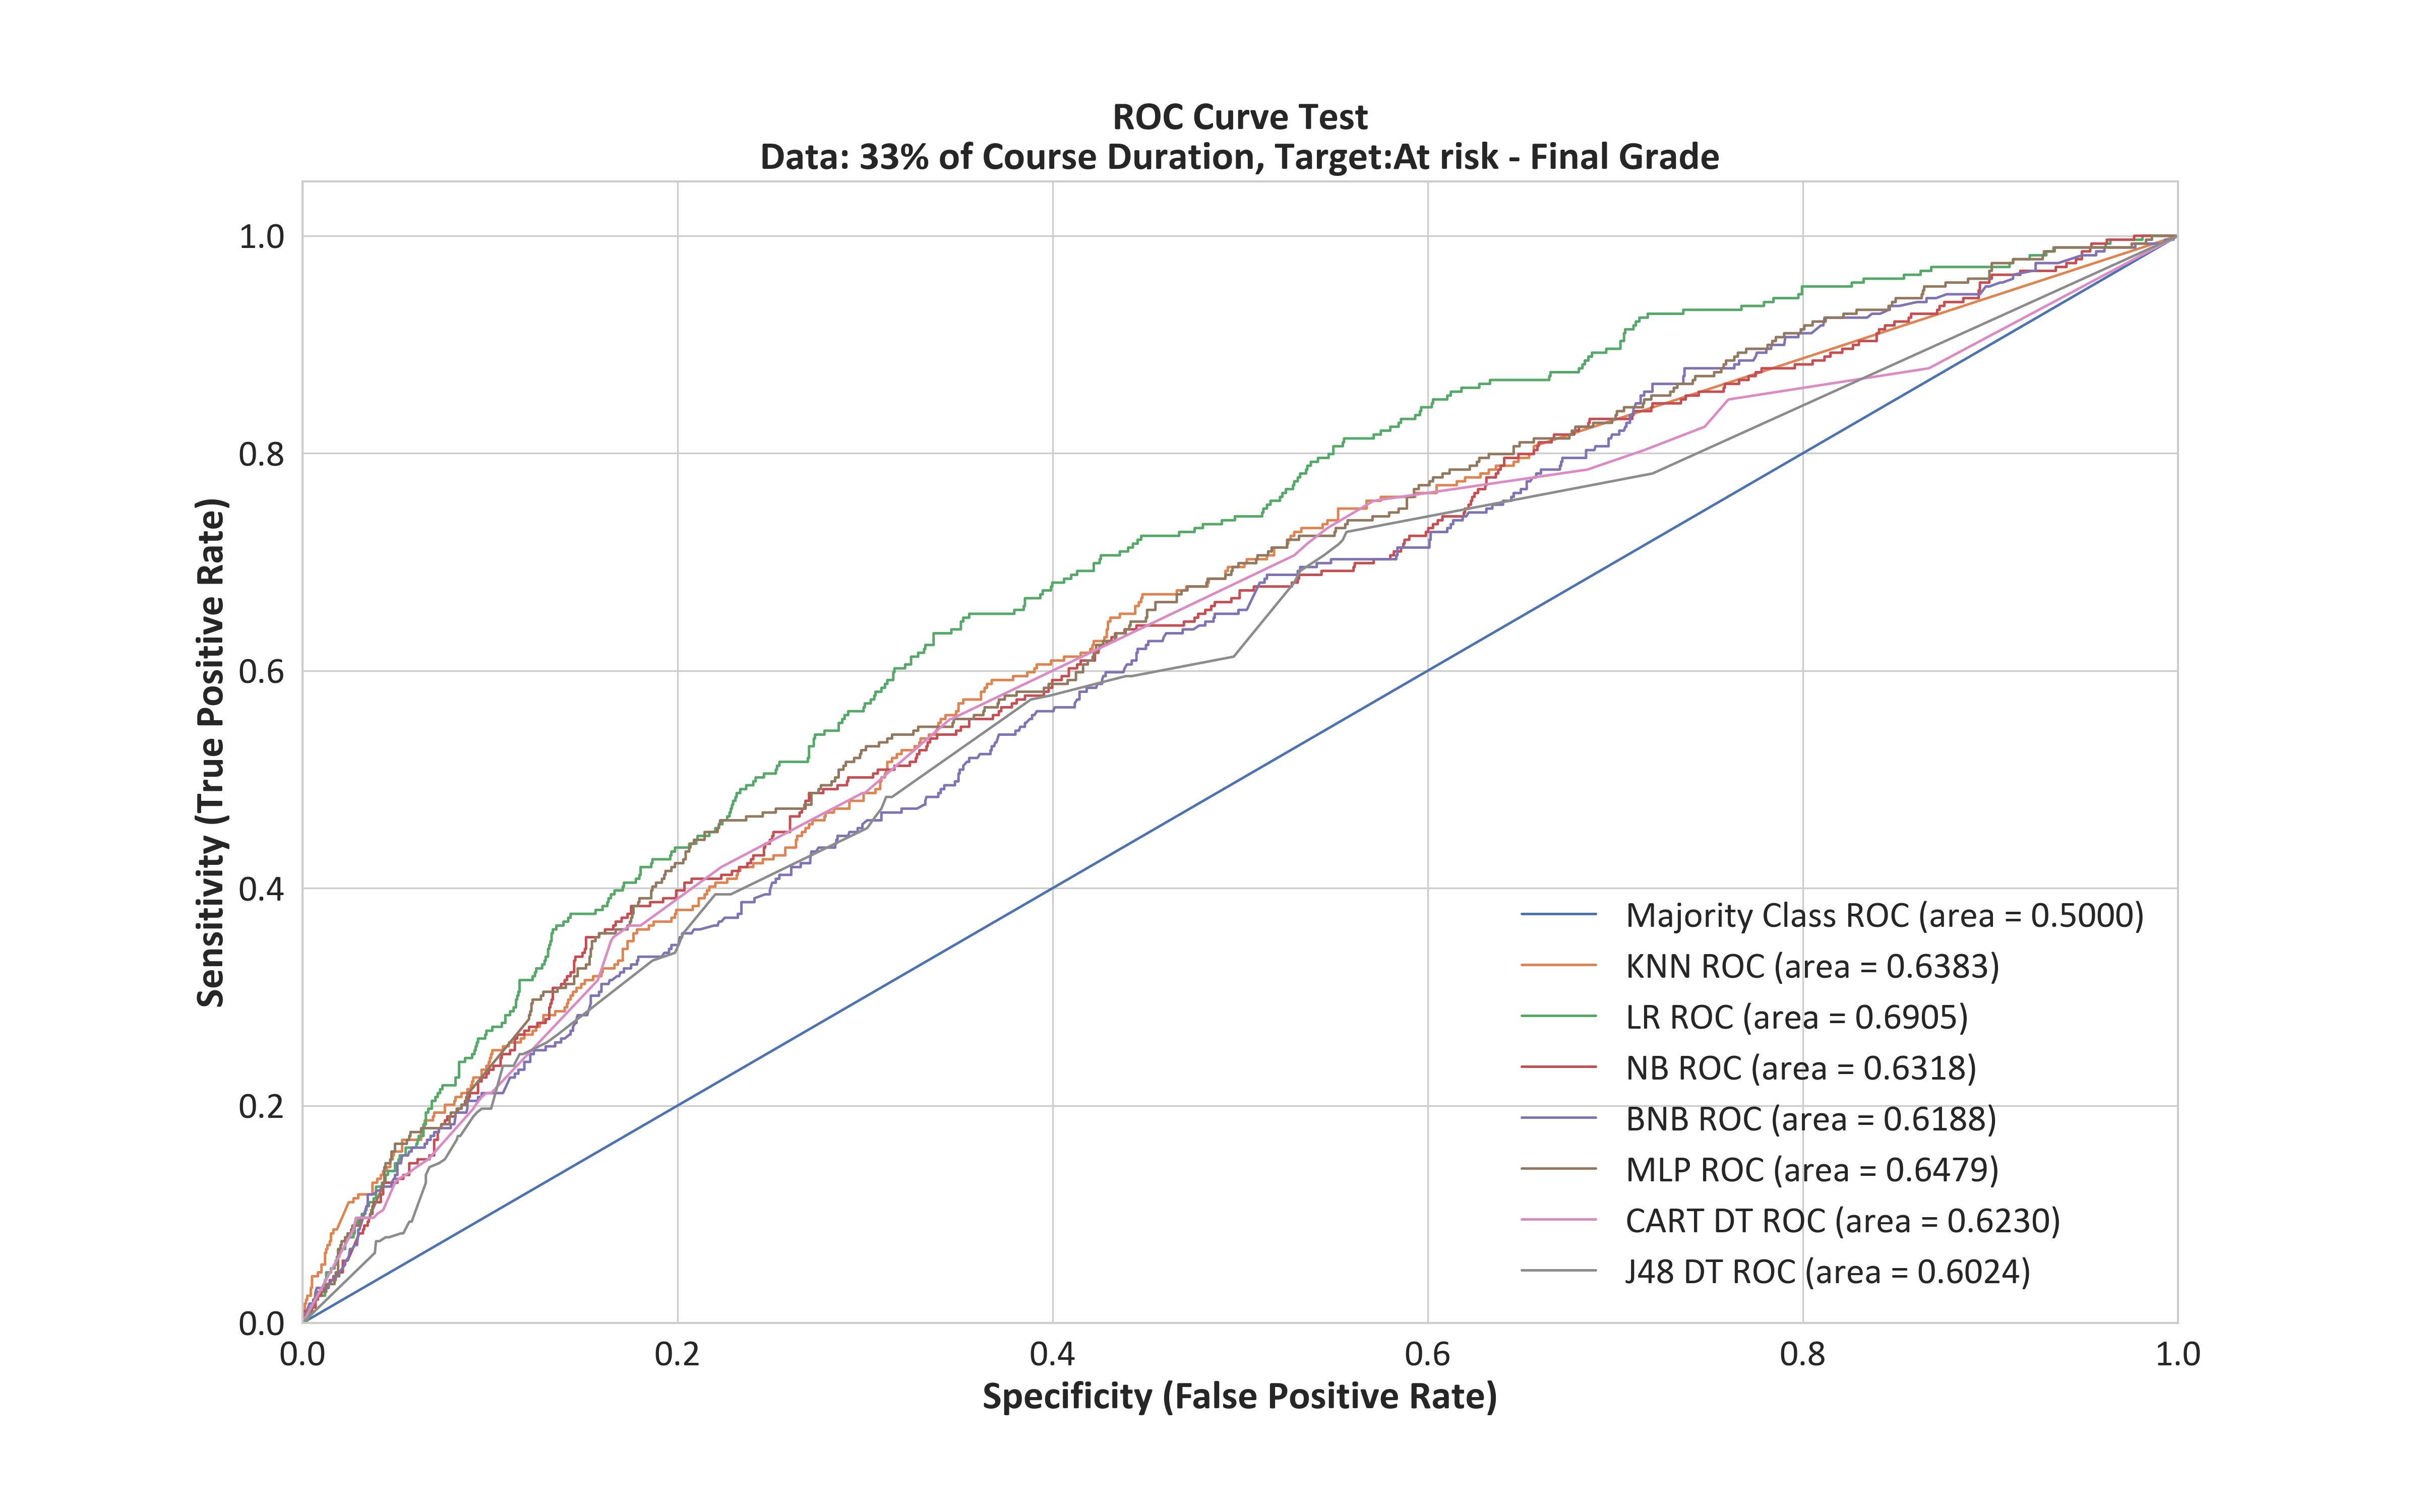 ROC Curve Test
Data: 33% of Course Duration, Target:At risk - Final Grade
Sensitivity (True Positive Rate)
1.0
0.8
0.6
0.4
0.2
0.0
Majority Class ROC (area = 0.5000)
KNN ROC (area = 0.6383)
LR ROC (area = 0.6905)
NB ROC (area = 0.6318)
BNB ROC (area = 0.6188)
MLP ROC (area = 0.6479)
CART DT ROC (area = 0.6230)
J48 DT ROC (area = 0.6024)
0.0 0.2 0.4 0.6 0.8 1.0
Specificity (False Positive Rate)